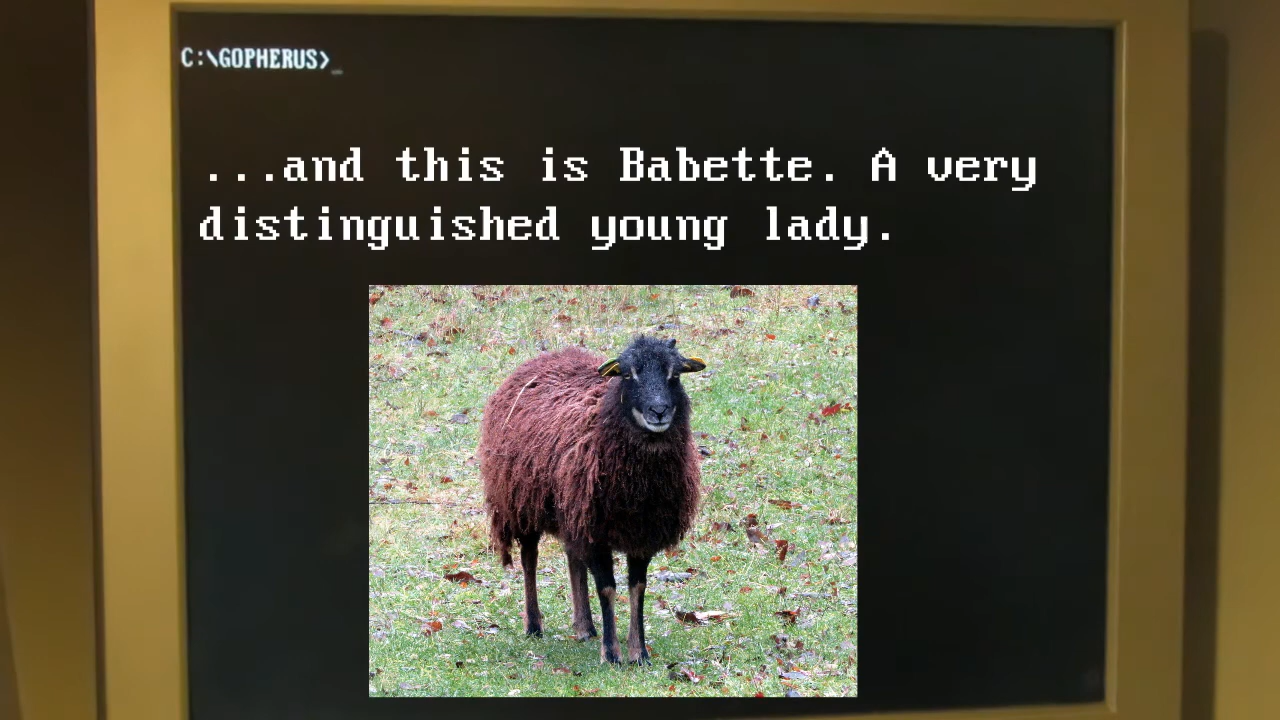 C:\GOPHERUS>_
...and this is Babette. A very
distinguished young lady.